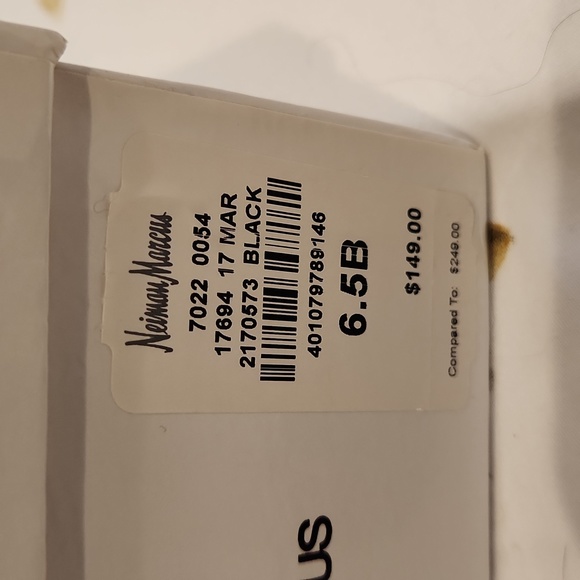 Neiman Marcus
7022 0054
17694 17 MAR
2170573 BLACK
401079789146
6.5B
$149.00
Compared To: $249.00
US